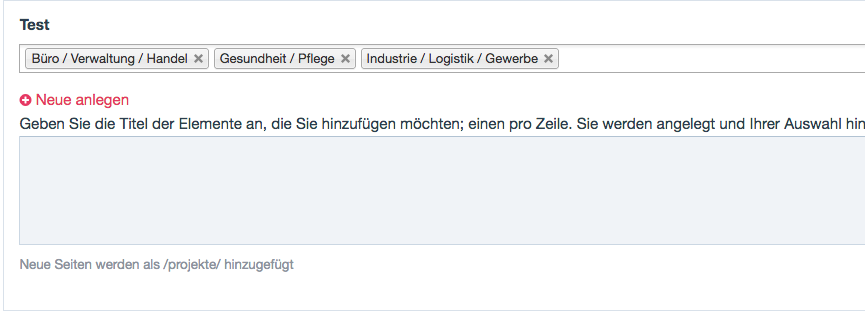 Test
Büro / Verwaltung / Handel × Gesundheit / Pflege × Industrie / Logistik / Gewerbe ×
Neue anlegen
Geben Sie die Titel der Elemente an, die Sie hinzufügen möchten; einen pro Zeile. Sie werden angelegt und Ihrer Auswahl hin
Neue Seiten werden als /projekte/ hinzugefügt